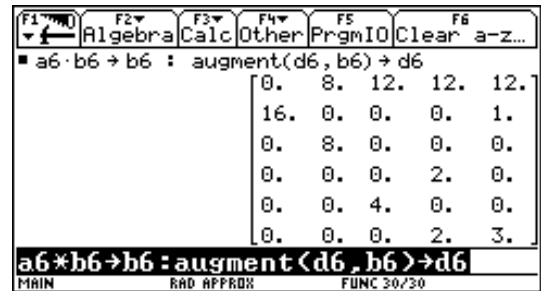 F1 F2 F3 F4 F5 F6
Algebra Calc Other PrgmIO Clear a-z…
▪ a6·b6→b6 : augment(d6,b6)→d6
[0. 8. 12. 12. 12.]
16. 0. 0. 0. 1.
0. 8. 0. 0. 0.
0. 0. 0. 2. 0.
0. 0. 4. 0. 0.
0. 0. 0. 2. 3.
a6*b6→b6:augment(d6,b6)→d6
MAIN RAD APPROX FUNC 30/30